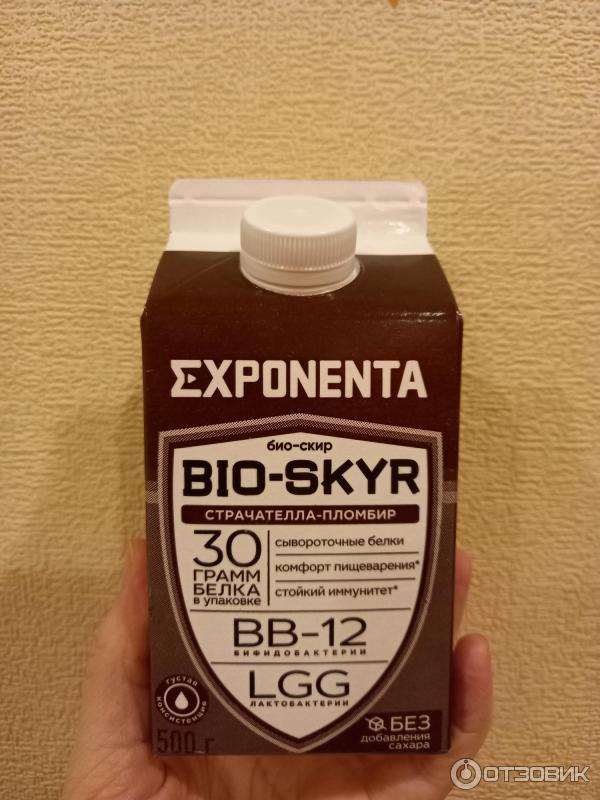 ΣXPONENTA
био-скир
BIO-SKYR
СТРАЧАТЕЛЛА-ПЛОМБИР
30
ГРАММ
БЕЛКА
в упаковке
сывороточные белки
комфорт пищеварения*
стойкий иммунитет*
BB-12
БИФИДОБАКТЕРИИ
LGG
ЛАКТОБАКТЕРИИ
густая
консистенция
500 г
БЕЗ
добавления
сахара
ОТЗОВИК